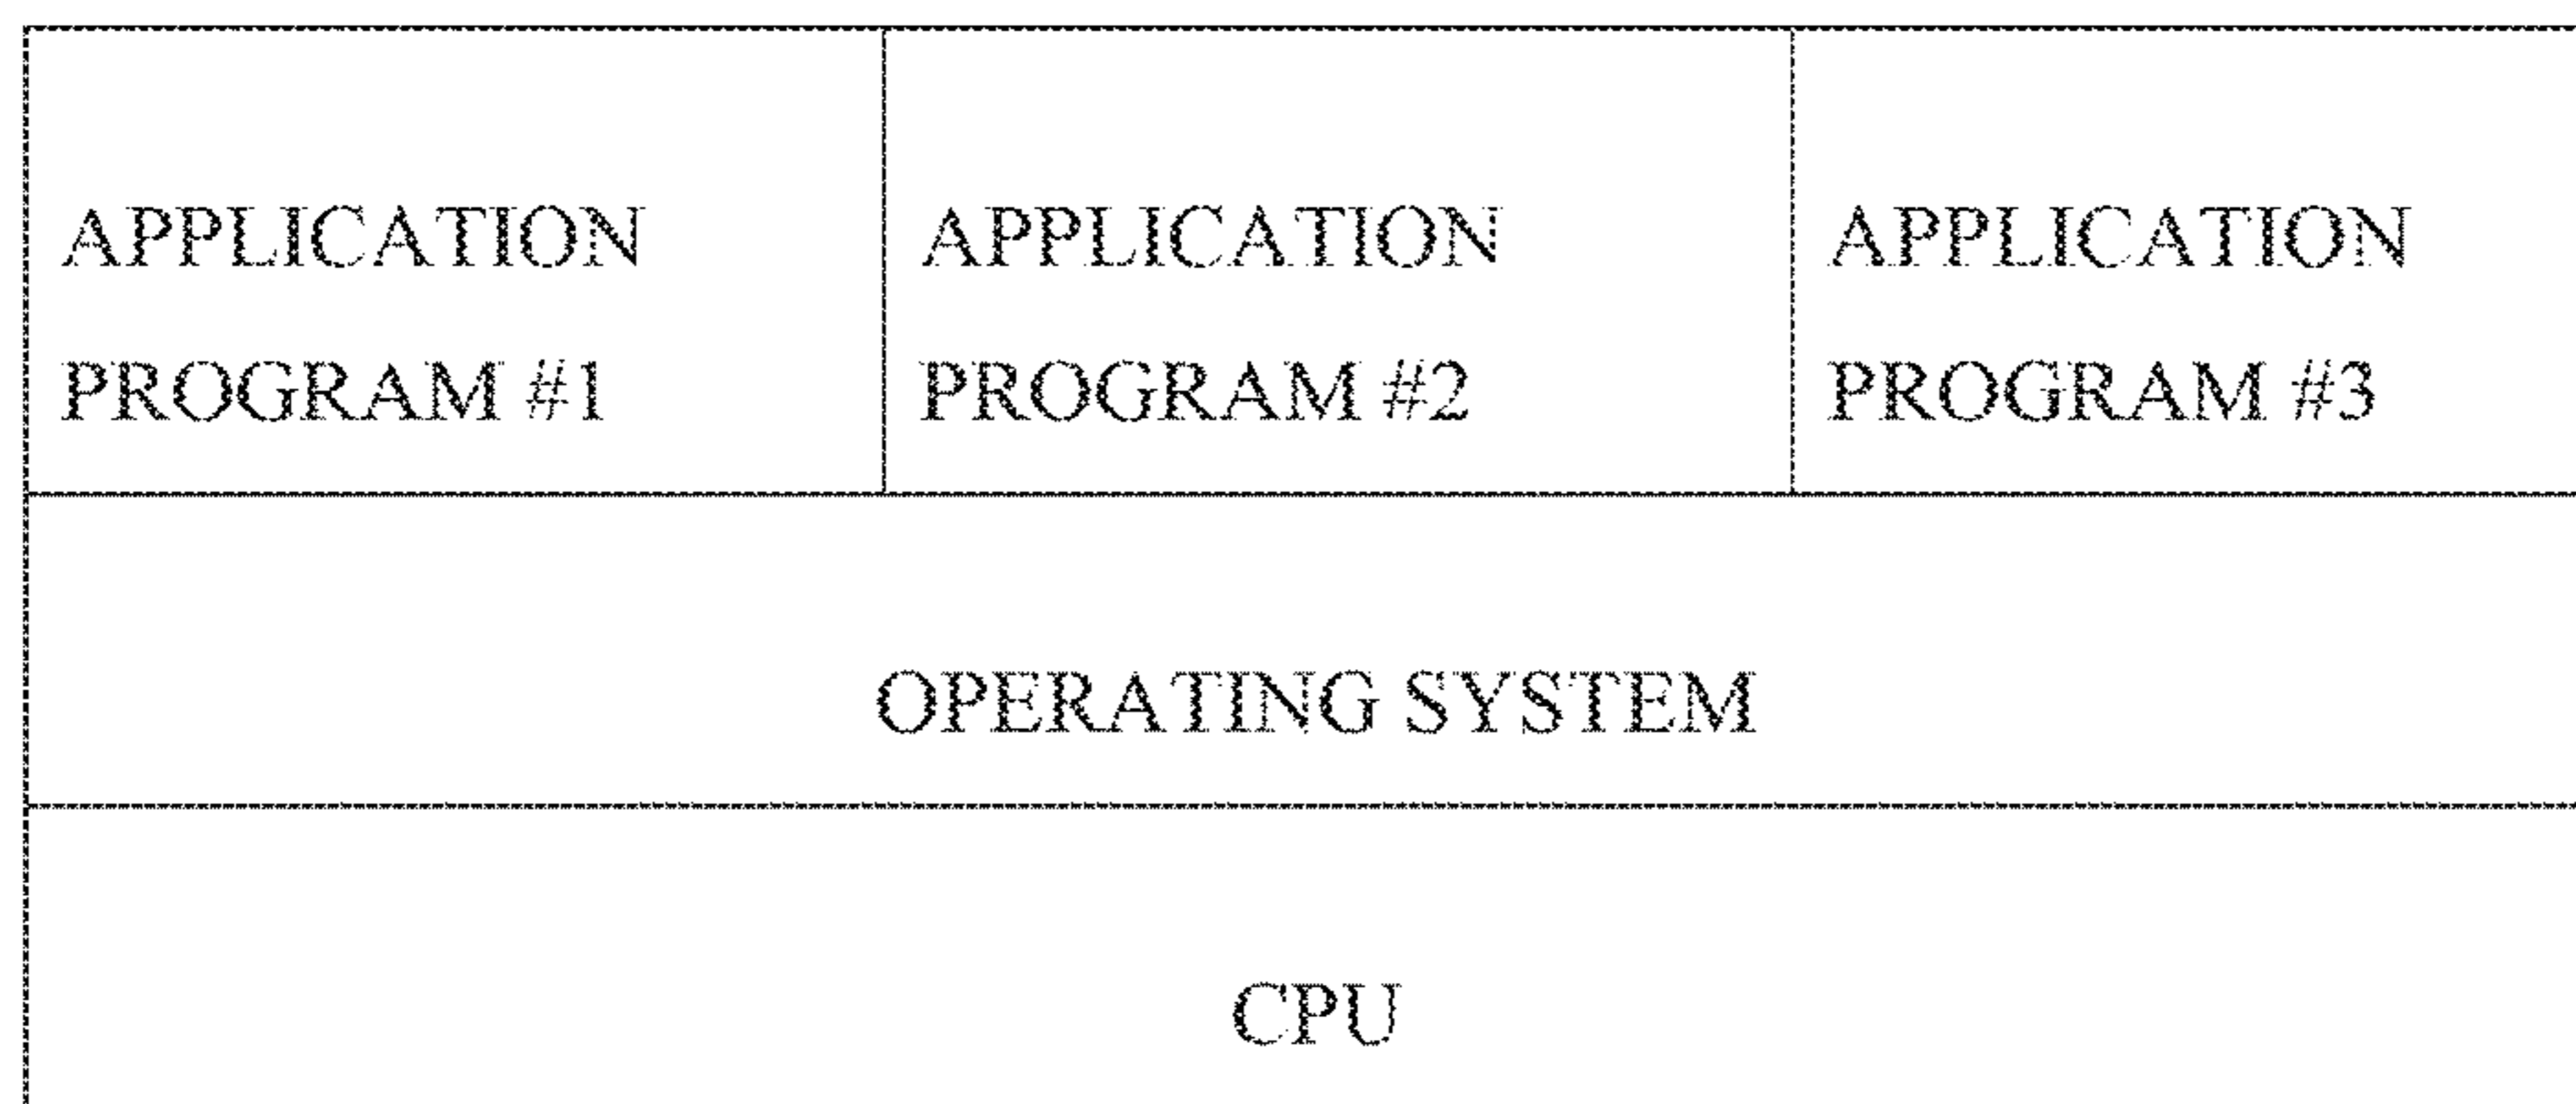 APPLICATION
PROGRAM #1
APPLICATION
PROGRAM #2
APPLICATION
PROGRAM #3
OPERATING SYSTEM
CPU